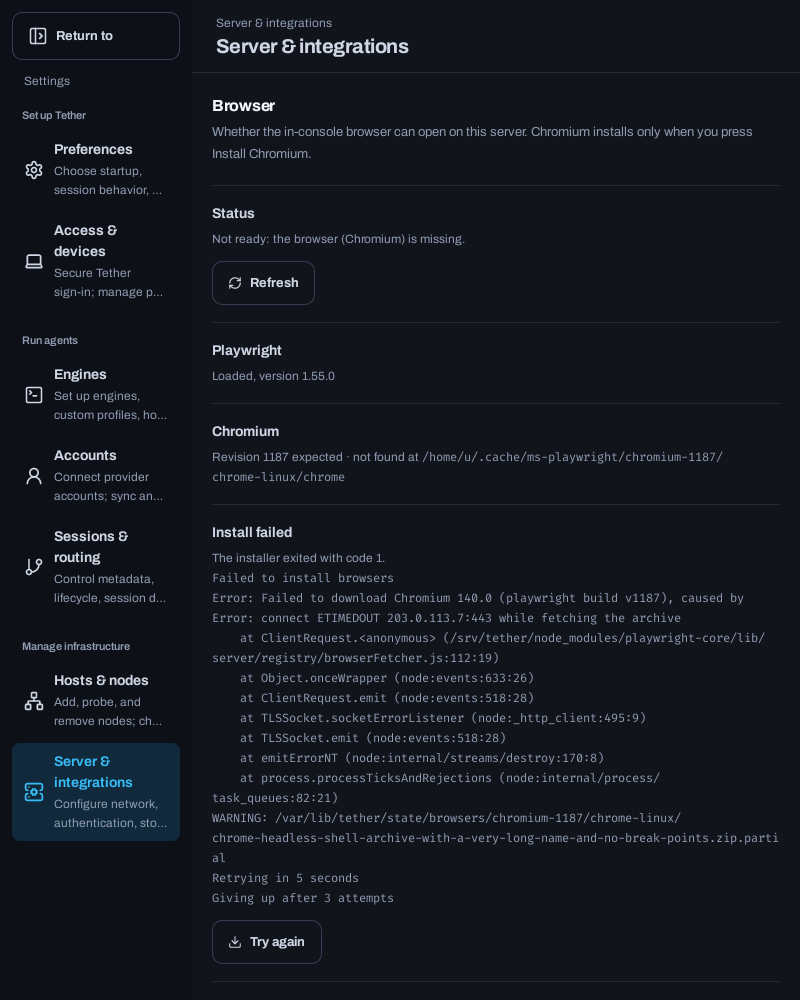 Return to
Settings
Set up Tether
Preferences
Choose startup,
session behavior, ...
Access &
devices
Secure Tether
sign-in; manage p...
Run agents
Engines
Set up engines,
custom profiles, ho...
Accounts
Connect provider
accounts; sync an...
Sessions &
routing
Control metadata,
lifecycle, session d...
Manage infrastructure
Hosts & nodes
Add, probe, and
remove nodes; ch...
Server &
integrations
Configure network,
authentication, sto...
Server & integrations
Server & integrations
Browser
Whether the in-console browser can open on this server. Chromium installs only when you press
Install Chromium.
Status
Not ready: the browser (Chromium) is missing.
Refresh
Playwright
Loaded, version 1.55.0
Chromium
Revision 1187 expected · not found at /home/u/.cache/ms-playwright/chromium-1187/
chrome-linux/chrome
Install failed
The installer exited with code 1.
Failed to install browsers
Error: Failed to download Chromium 140.0 (playwright build v1187), caused by
Error: connect ETIMEDOUT 203.0.113.7:443 while fetching the archive
    at ClientRequest.<anonymous> (/srv/tether/node_modules/playwright-core/lib/
server/registry/browserFetcher.js:112:19)
    at Object.onceWrapper (node:events:633:26)
    at ClientRequest.emit (node:events:518:28)
    at TLSSocket.socketErrorListener (node:_http_client:495:9)
    at TLSSocket.emit (node:events:518:28)
    at emitErrorNT (node:internal/streams/destroy:170:8)
    at process.processTicksAndRejections (node:internal/process/
task_queues:82:21)
WARNING: /var/lib/tether/state/browsers/chromium-1187/chrome-linux/
chrome-headless-shell-archive-with-a-very-long-name-and-no-break-points.zip.parti
al
Retrying in 5 seconds
Giving up after 3 attempts
Try again